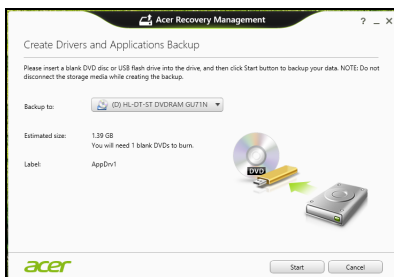 Acer Recovery Management
? _ ×
Create Drivers and Applications Backup
Please insert a blank DVD disc or USB flash drive into the drive, and then click Start button to backup your data. NOTE: Do not
disconnect the storage media while creating the backup.
Backup to:
(D) HL-DT-ST DVDRAM GU71N
Estimated size:
1.39 GB
You will need 1 blank DVDs to burn.
Label:
AppDrv1
DVD
acer
Start
Cancel